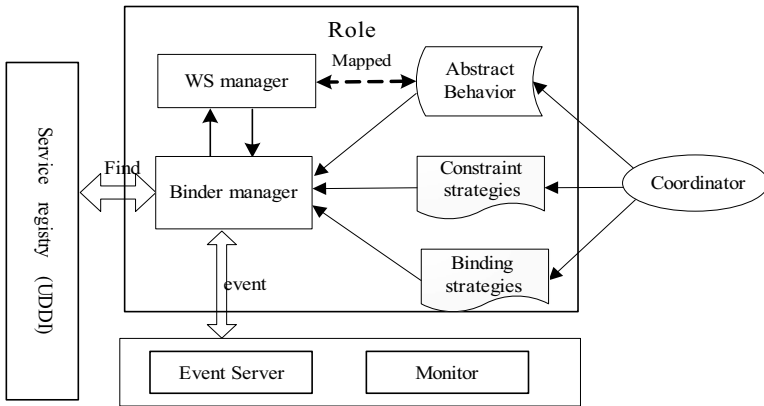 Role
Mapped
WS manager
Abstract
Behavior
Service registry (UDDI)
Find
Binder manager
Constraint
strategies
Coordinator
Binding
strategies
event
Event Server
Monitor